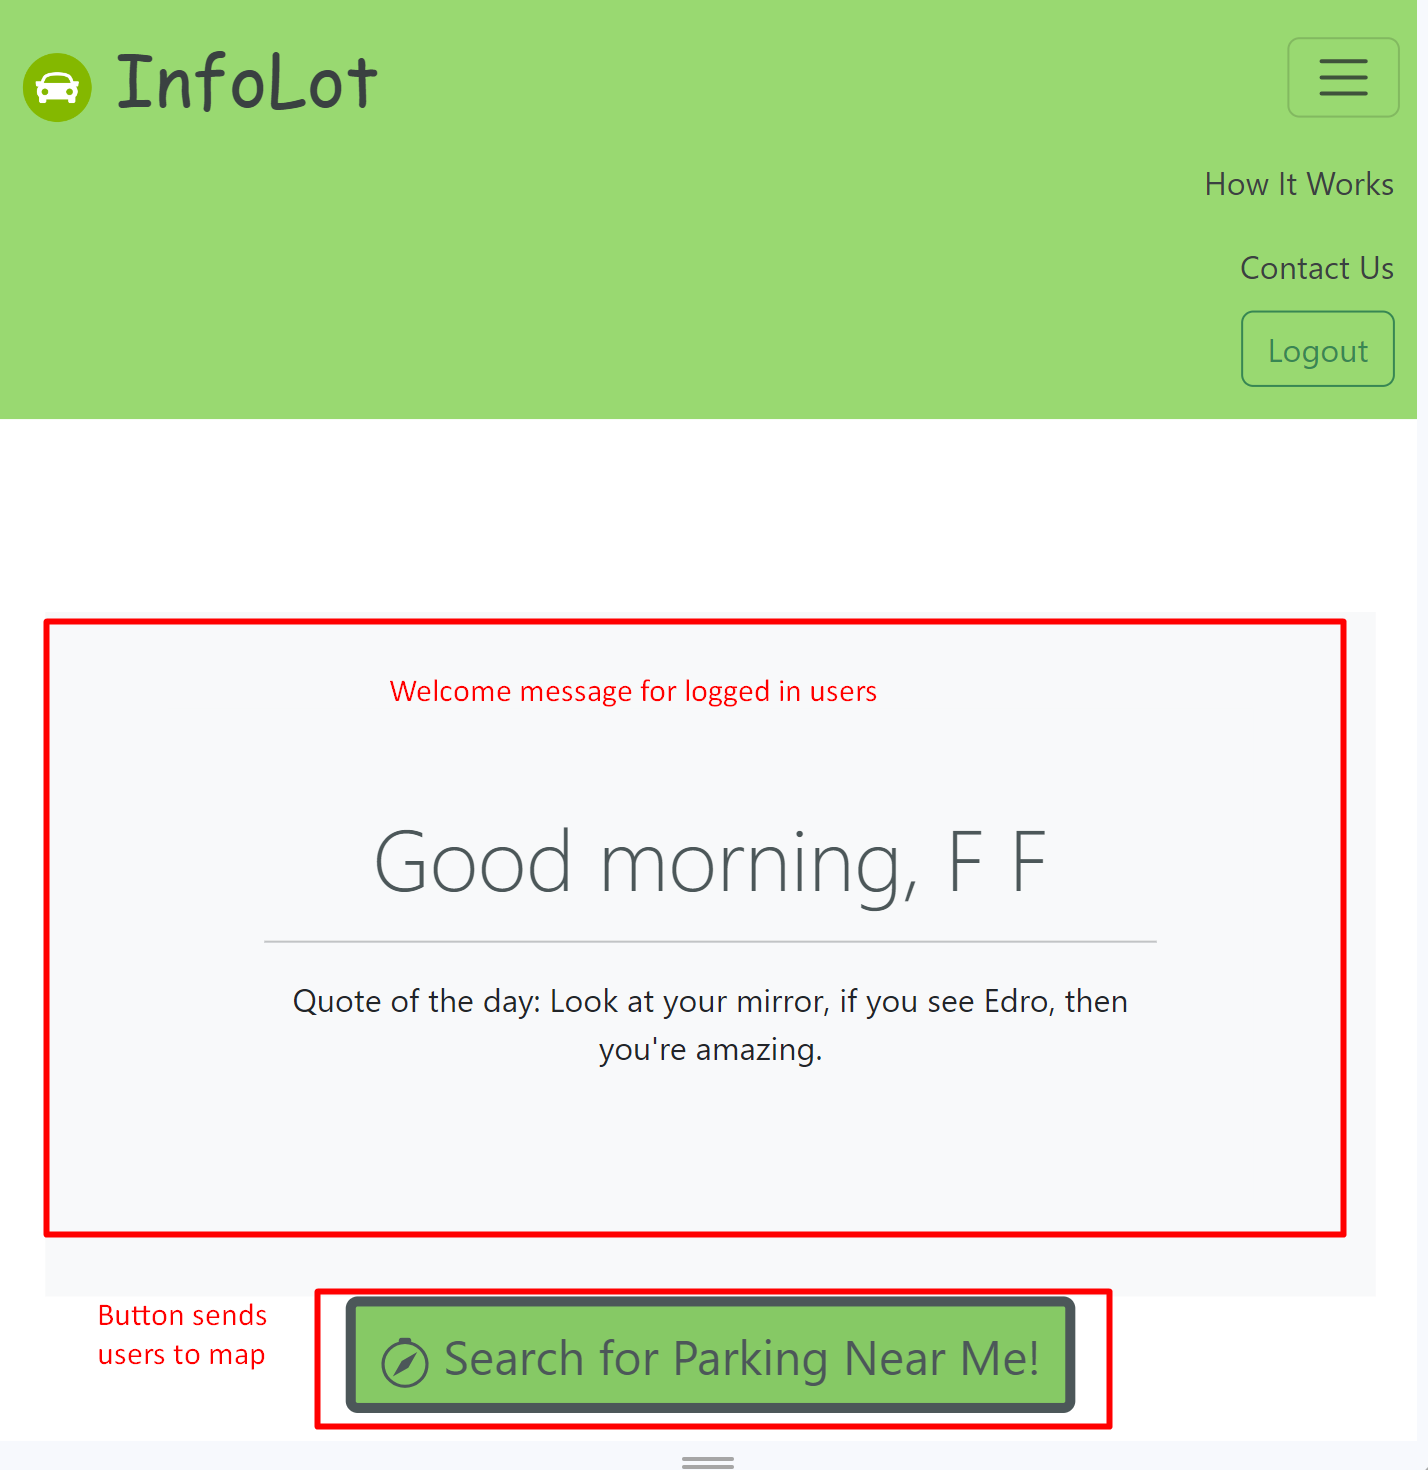 InfoLot
How It Works
Contact Us
Logout
Welcome message for logged in users
Good morning, F F
Quote of the day: Look at your mirror, if you see Edro, then
you're amazing.
Button sends
users to map
Search for Parking Near Me!